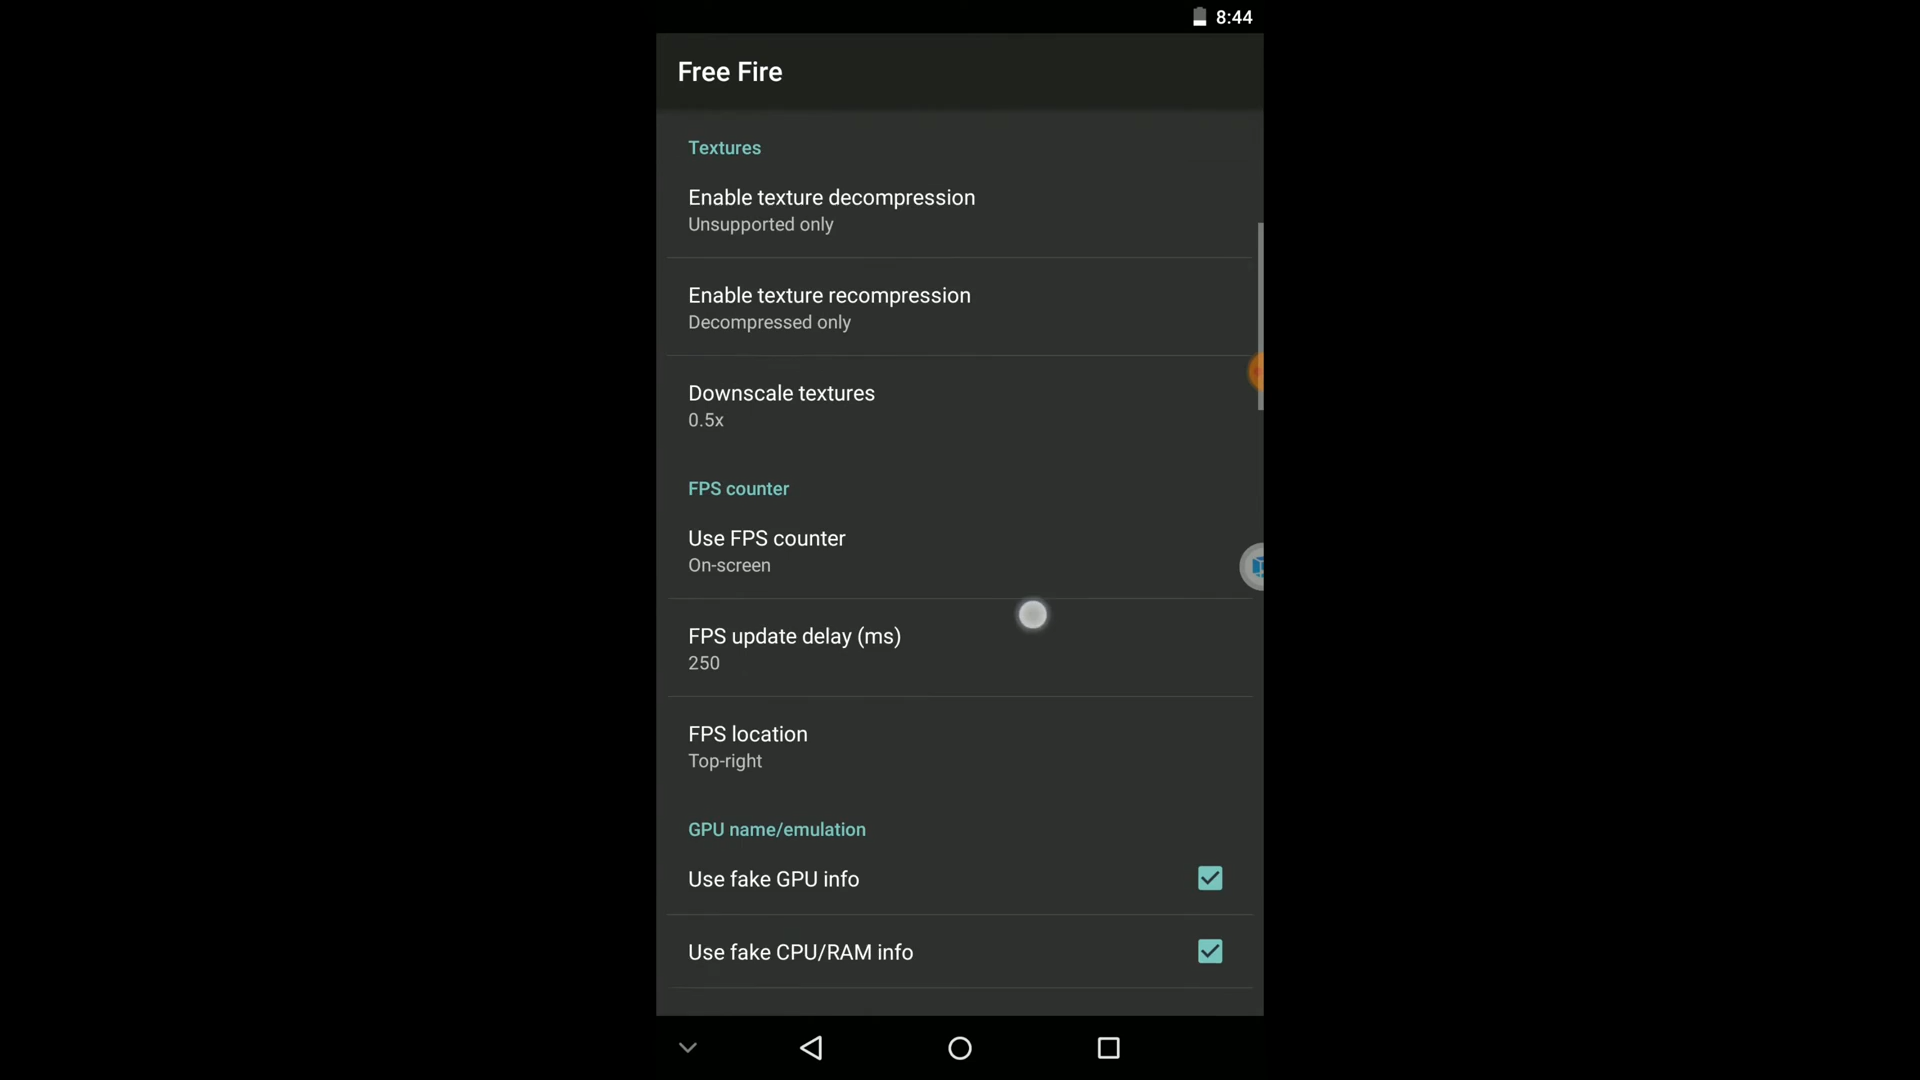 8:44
Free Fire
Textures
Enable texture decompression
Unsupported only
Enable texture recompression
Decompressed only
Downscale textures
0.5x
FPS counter
Use FPS counter
On-screen
FPS update delay (ms)
250
FPS location
Top-right
GPU name/emulation
Use fake GPU info
Use fake CPU/RAM info